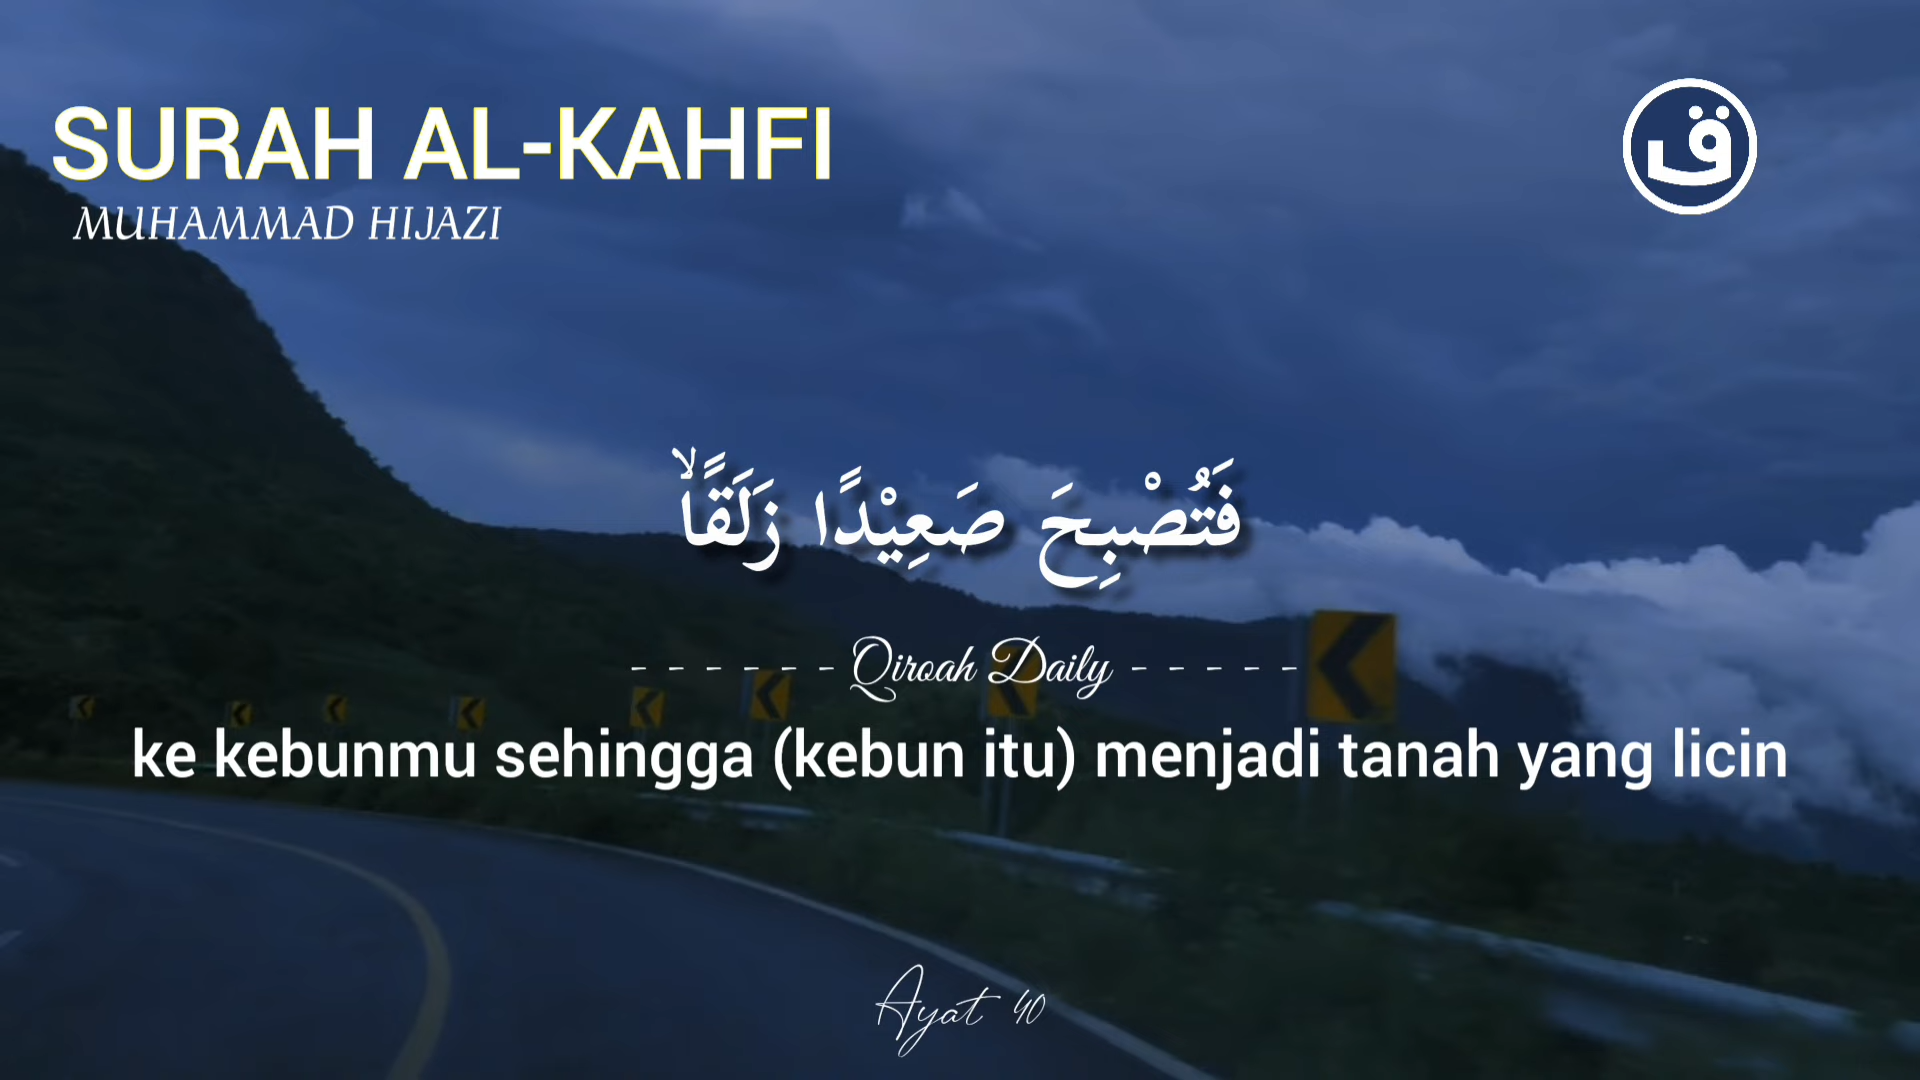 SURAH AL-KAHFI
MUHAMMAD HIJAZI
ق
فَتُصْبِحَ صَعِيْدًا زَلَقًاۙ
- - - - - - Qiroah Daily - - - - -
ke kebunmu sehingga (kebun itu) menjadi tanah yang licin
Ayat 40